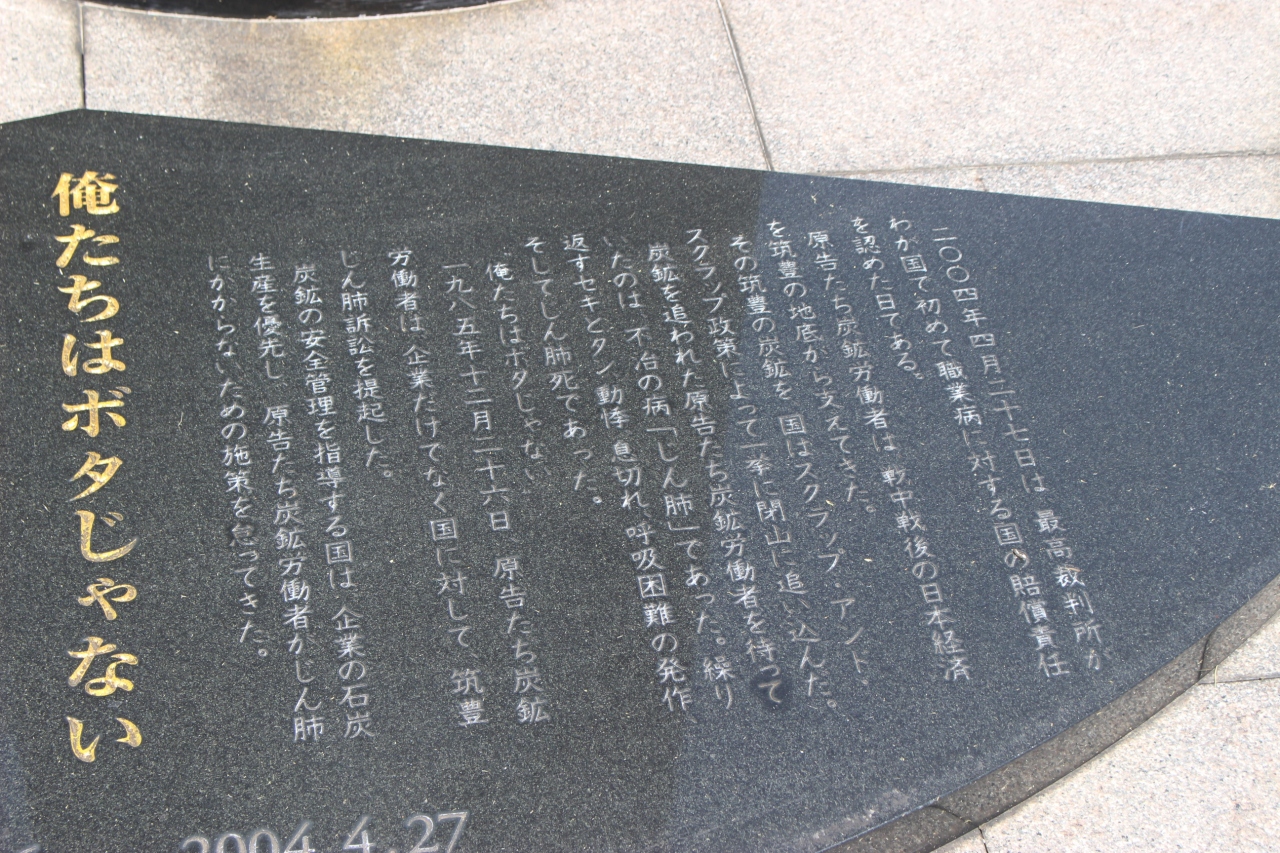 俺たちはボタじゃない
二〇〇四年四月二十七日は 最高裁判所が
わが国で初めて職業病に対する国の賠償責任
を認めた日である。
原告たち炭鉱労働者は 戦中戦後の日本経済
を筑豊の地底から支えてきた。
その筑豊の炭鉱を 国はスクラップ・アンド・
スクラップ政策によって一挙に閉山に追い込んだ。
炭鉱を追われた原告たち炭鉱労働者を待って
いたのは 不治の病「じん肺」であった。繰り
返すセキとタン 動悸 息切れ 呼吸困難の発作
そしてじん肺死であった。
俺たちはボタじゃない
一九八五年十二月二十六日 原告たち炭鉱
労働者は 企業だけでなく国に対して 筑豊
じん肺訴訟を提起した。
炭鉱の安全管理を指導する国は 企業の石炭
生産を優先し 原告たち炭鉱労働者がじん肺
にかからないための施策を怠ってきた。
2004.4.27